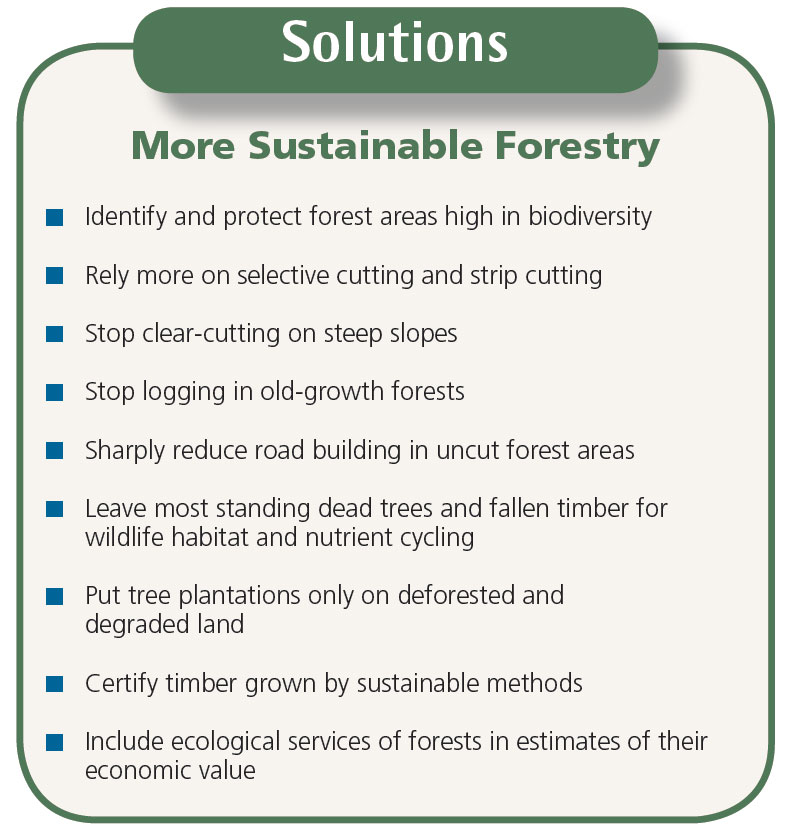 Solutions
More Sustainable Forestry
Identify and protect forest areas high in biodiversity
Rely more on selective cutting and strip cutting
Stop clear-cutting on steep slopes
Stop logging in old-growth forests
Sharply reduce road building in uncut forest areas
Leave most standing dead trees and fallen timber for
wildlife habitat and nutrient cycling
Put tree plantations only on deforested and
degraded land
Certify timber grown by sustainable methods
Include ecological services of forests in estimates of their
economic value